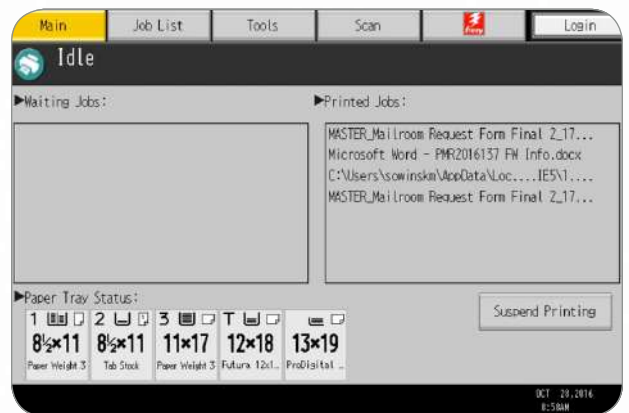 Main
Job List
Tools
Scan
Fiery
Login
Idle
▶Waiting Jobs:
▶Printed Jobs:
MASTER_Mailroom Request Form Final 2_17...
Microsoft Word - PMR2016137 FW Info.docx
C:\Users\sowinskm\AppData\Loc....IE5\1....
MASTER_Mailroom Request Form Final 2_17...
▶Paper Tray Status:
1 2 3 T
8½×11 8½×11 11×17 12×18 13×19
Paper Weight 3 Tab Stock Paper Weight 3 Futura 12x1.. ProDigital ..
Suspend Printing
OCT 28,2016
8:58AM